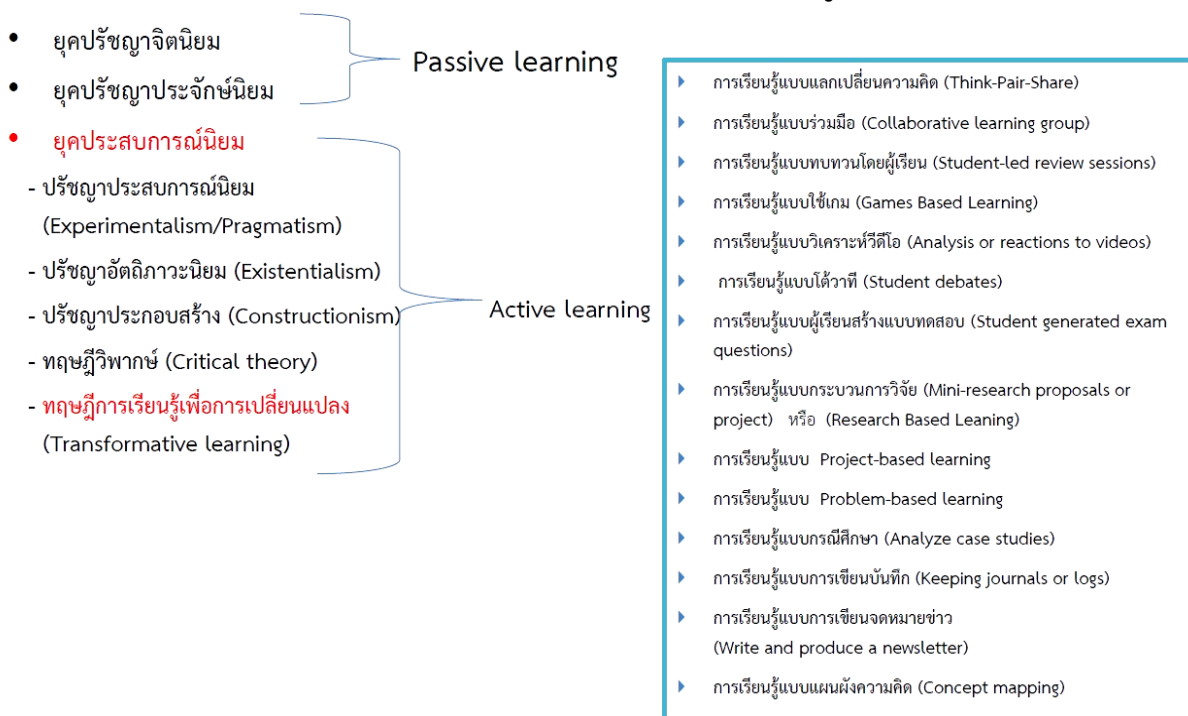 • ยุคปรัชญาจิตนิยม
• ยุคปรัชญาประจักษ์นิยม
Passive learning
• ยุคประสบการณ์นิยม
- ปรัชญาประสบการณ์นิยม
(Experimentalism/Pragmatism)
- ปรัชญาอัตถิภาวะนิยม (Existentialism)
- ปรัชญาประกอบสร้าง (Constructionism)
- ทฤษฎีวิพากษ์ (Critical theory)
- ทฤษฎีการเรียนรู้เพื่อการเปลี่ยนแปลง
(Transformative learning)
Active learning
การเรียนรู้แบบแลกเปลี่ยนความคิด (Think-Pair-Share)
การเรียนรู้แบบร่วมมือ (Collaborative learning group)
การเรียนรู้แบบทบทวนโดยผู้เรียน (Student-led review sessions)
การเรียนรู้แบบใช้เกม (Games Based Learning)
การเรียนรู้แบบวิเคราะห์วีดีโอ (Analysis or reactions to videos)
การเรียนรู้แบบโต้วาที (Student debates)
การเรียนรู้แบบผู้เรียนสร้างแบบทดสอบ (Student generated exam
questions)
การเรียนรู้แบบกระบวนการวิจัย (Mini-research proposals or
project) หรือ (Research Based Leaning)
การเรียนรู้แบบ Project-based learning
การเรียนรู้แบบ Problem-based learning
การเรียนรู้แบบกรณีศึกษา (Analyze case studies)
การเรียนรู้แบบการเขียนบันทึก (Keeping journals or logs)
การเรียนรู้แบบการเขียนจดหมายข่าว
(Write and produce a newsletter)
การเรียนรู้แบบแผนผังความคิด (Concept mapping)